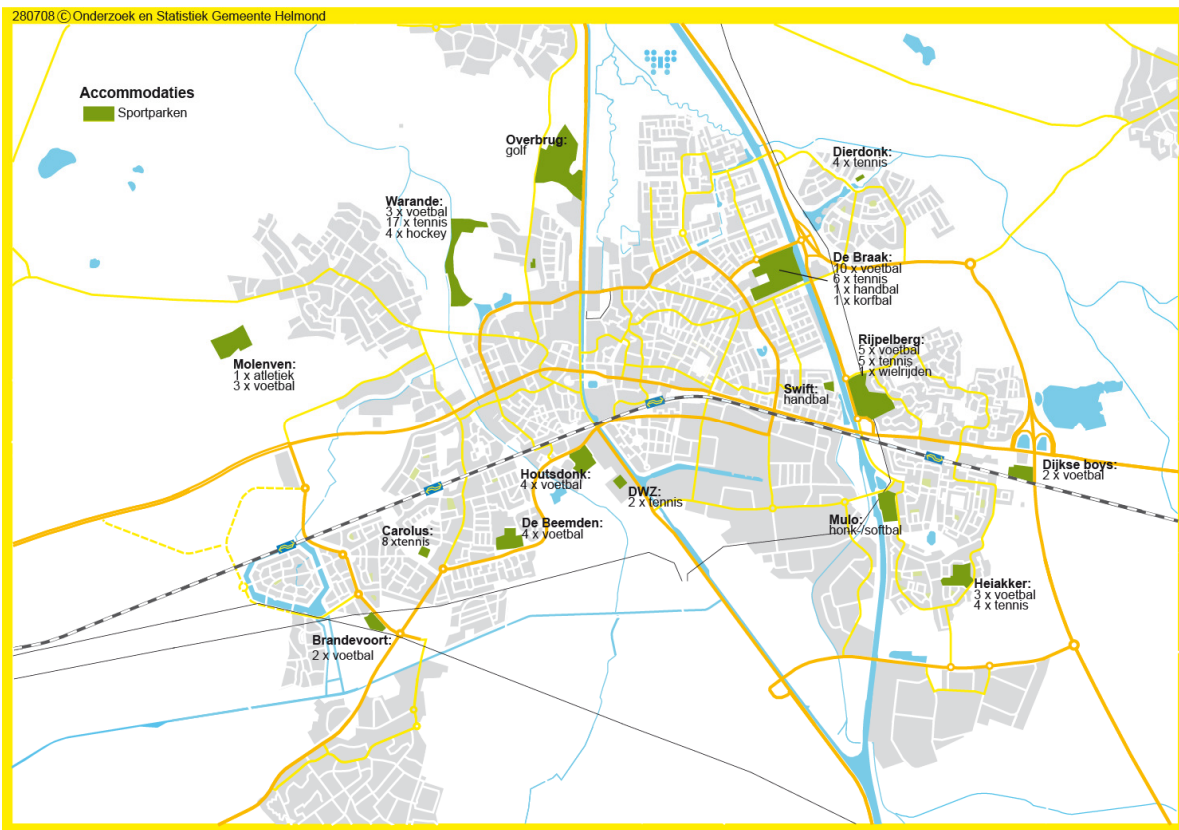 280708 © Onderzoek en Statistiek Gemeente Helmond
Accommodaties
Sportparken
Overbrug:
golf
Dierdonk:
4 x tennis
Warande:
3 x voetbal
17 x tennis
4 x hockey
De Braak:
10 x voetbal
6 x tennis
1 x handbal
1 x korfbal
Molenven:
1 x atletiek
3 x voetbal
Rijpelberg:
5 x voetbal
5 x tennis
1 x wielrijden
Swift:
handbal
Houtsdonk:
4 x voetbal
DWZ:
2 x tennis
Dijkse boys:
2 x voetbal
Carolus:
8 xtennis
De Beemden:
4 x voetbal
Mulo:
honk-/softbal
Heiakker:
3 x voetbal
4 x tennis
Brandevoort:
2 x voetbal